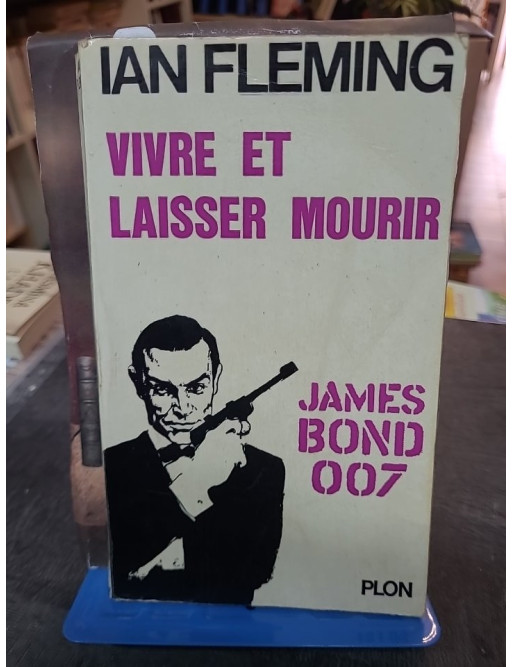 IAN FLEMING
VIVRE ET
LAISSER MOURIR
JAMES
BOND
007
PLON